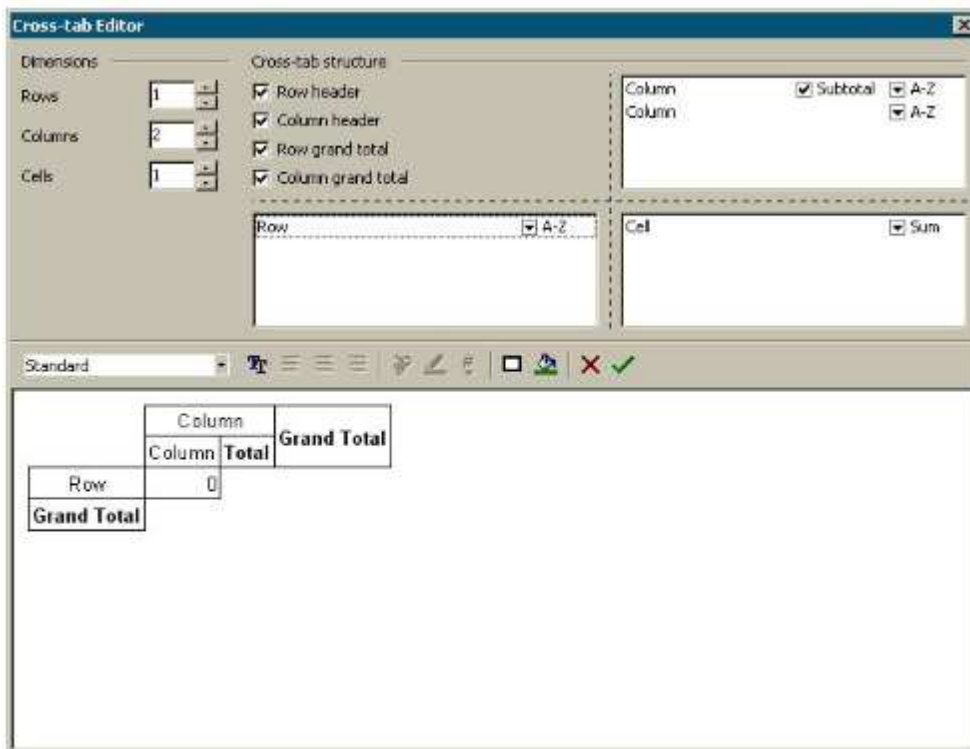 Cross-tab Editor
Dimensions
Rows 1
Columns 2
Cells 1
Cross-tab structure
Row header
Column header
Row grand total
Column grand total
Column Subtotal A-Z
Column A-Z
Row A-Z
Cell Sum
Standard
Column Grand Total
Column Total
Row 0
Grand Total